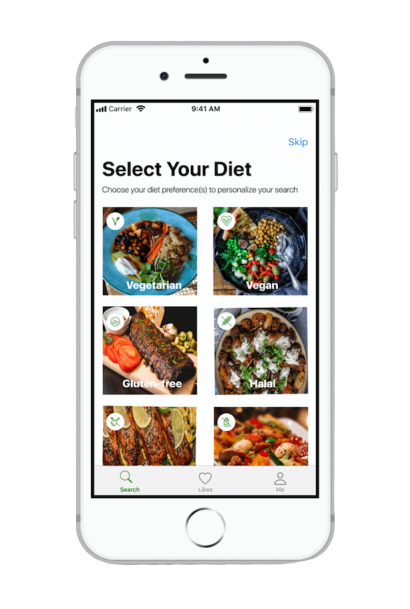 Carrier 9:41 AM
Skip
Select Your Diet
Choose your diet preference(s) to personalize your search
Vegetarian Vegan
Gluten-free Halal
Search Likes Me